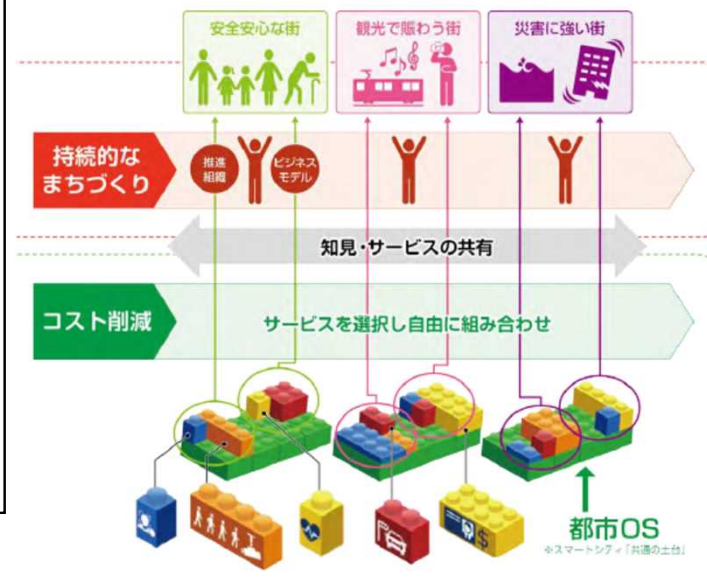 安全安心な街
観光で賑わう街
災害に強い街
持続的な
まちづくり
推進
組織
ビジネス
モデル
知見・サービスの共有
コスト削減
サービスを選択し自由に組み合わせ
$
都市OS
※スマートシティ「共通の土台」